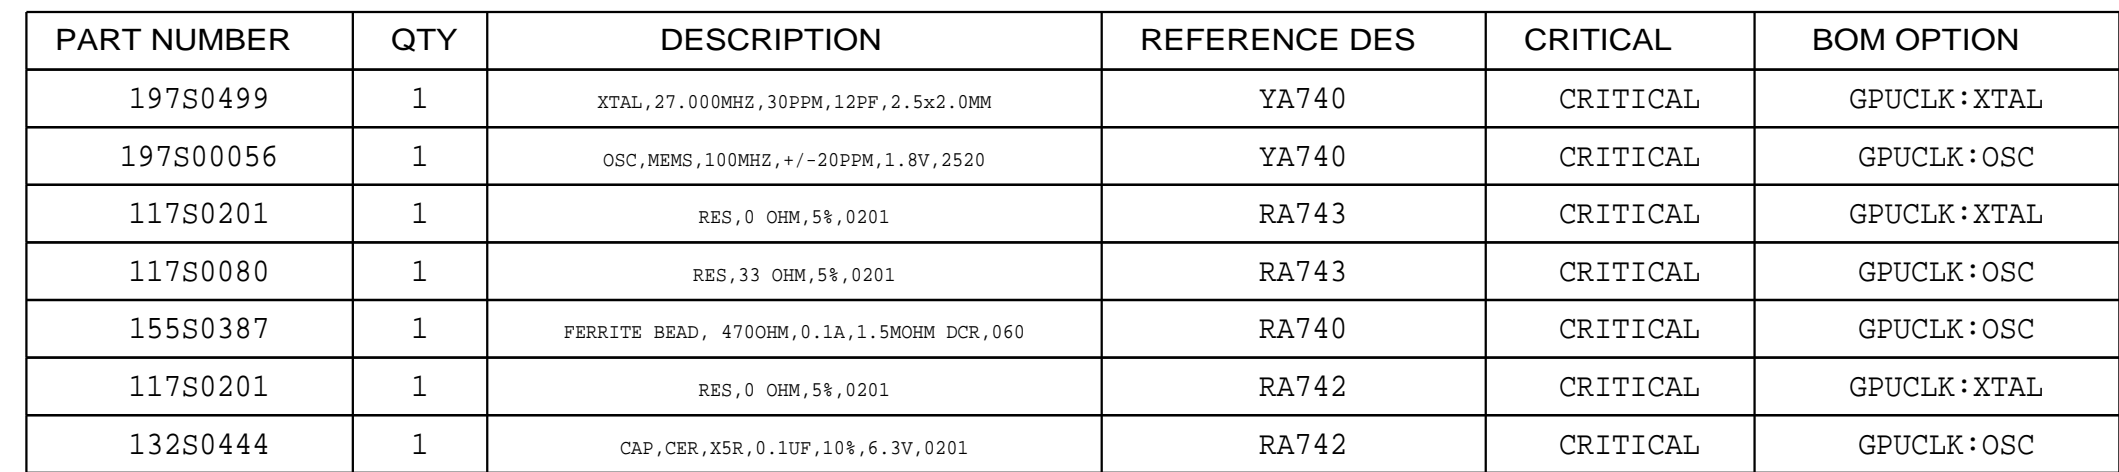 PART NUMBER QTY DESCRIPTION REFERENCE DES CRITICAL BOM OPTION
197S0499 1 XTAL,27.000MHZ,30PPM,12PF,2.5x2.0MM YA740 CRITICAL GPUCLK:XTAL
197S00056 1 OSC,MEMS,100MHZ,+/-20PPM,1.8V,2520 YA740 CRITICAL GPUCLK:OSC
117S0201 1 RES,0 OHM,5%,0201 RA743 CRITICAL GPUCLK:XTAL
117S0080 1 RES,33 OHM,5%,0201 RA743 CRITICAL GPUCLK:OSC
155S0387 1 FERRITE BEAD, 470OHM,0.1A,1.5MOHM DCR,060 RA740 CRITICAL GPUCLK:OSC
117S0201 1 RES,0 OHM,5%,0201 RA742 CRITICAL GPUCLK:XTAL
132S0444 1 CAP,CER,X5R,0.1UF,10%,6.3V,0201 RA742 CRITICAL GPUCLK:OSC